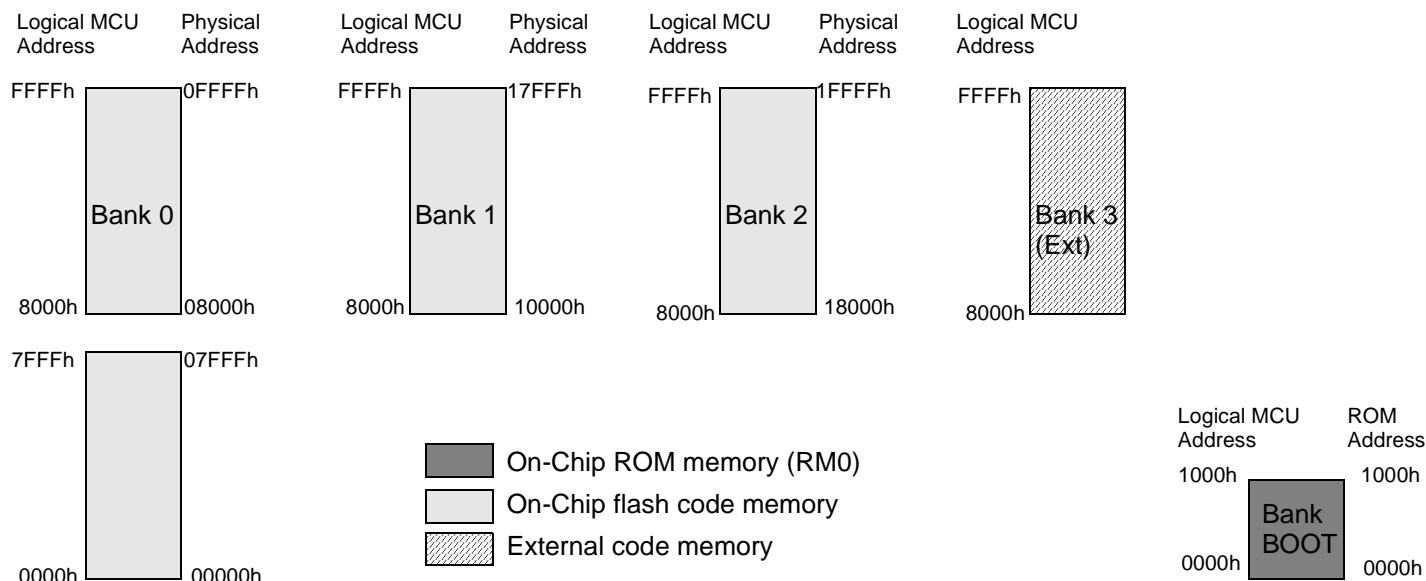 Logical MCU Address
Physical Address
Logical MCU Address
Physical Address
Logical MCU Address
Physical Address
Logical MCU Address
FFFFh
0FFFFh
FFFFh
17FFFh
FFFFh
1FFFFh
FFFFh
Bank 0
Bank 1
Bank 2
Bank 3
(Ext)
8000h
08000h
8000h
10000h
8000h
18000h
8000h
7FFFh
07FFFh
0000h
00000h
On-Chip ROM memory (RM0)
On-Chip flash code memory
External code memory
Logical MCU Address
ROM Address
1000h
1000h
Bank
BOOT
0000h
0000h